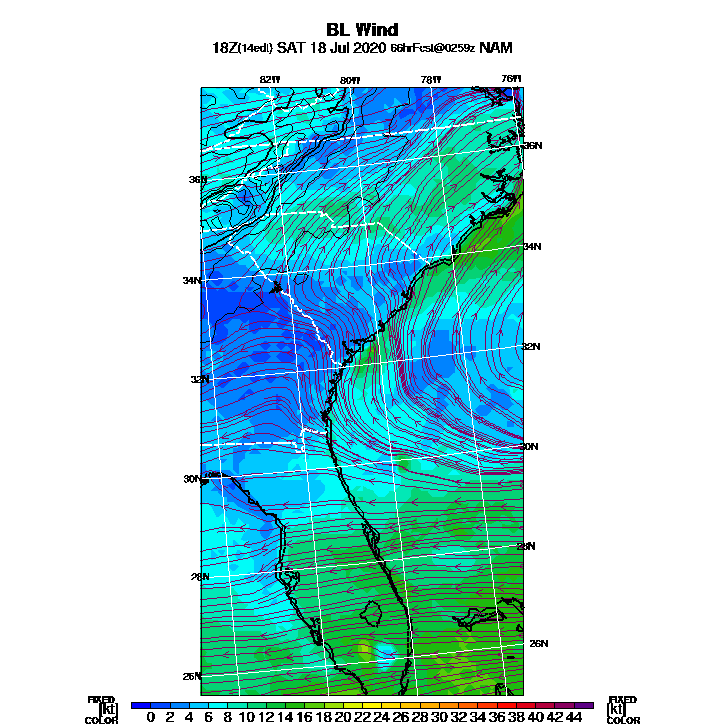 BL Wind
18Z(14edt) SAT 18 Jul 2020 66hrFcst@0259z NAM
82W 80W 78W 76W
36N
36N
34N
34N
32N
32N
30N
30N
28N
28N
26N
26N
FIXED FIXED
[kt] 0 2 4 6 8 10 12 14 16 18 20 22 24 26 28 30 32 34 36 38 40 42 44 [kt]
COLOR COLOR